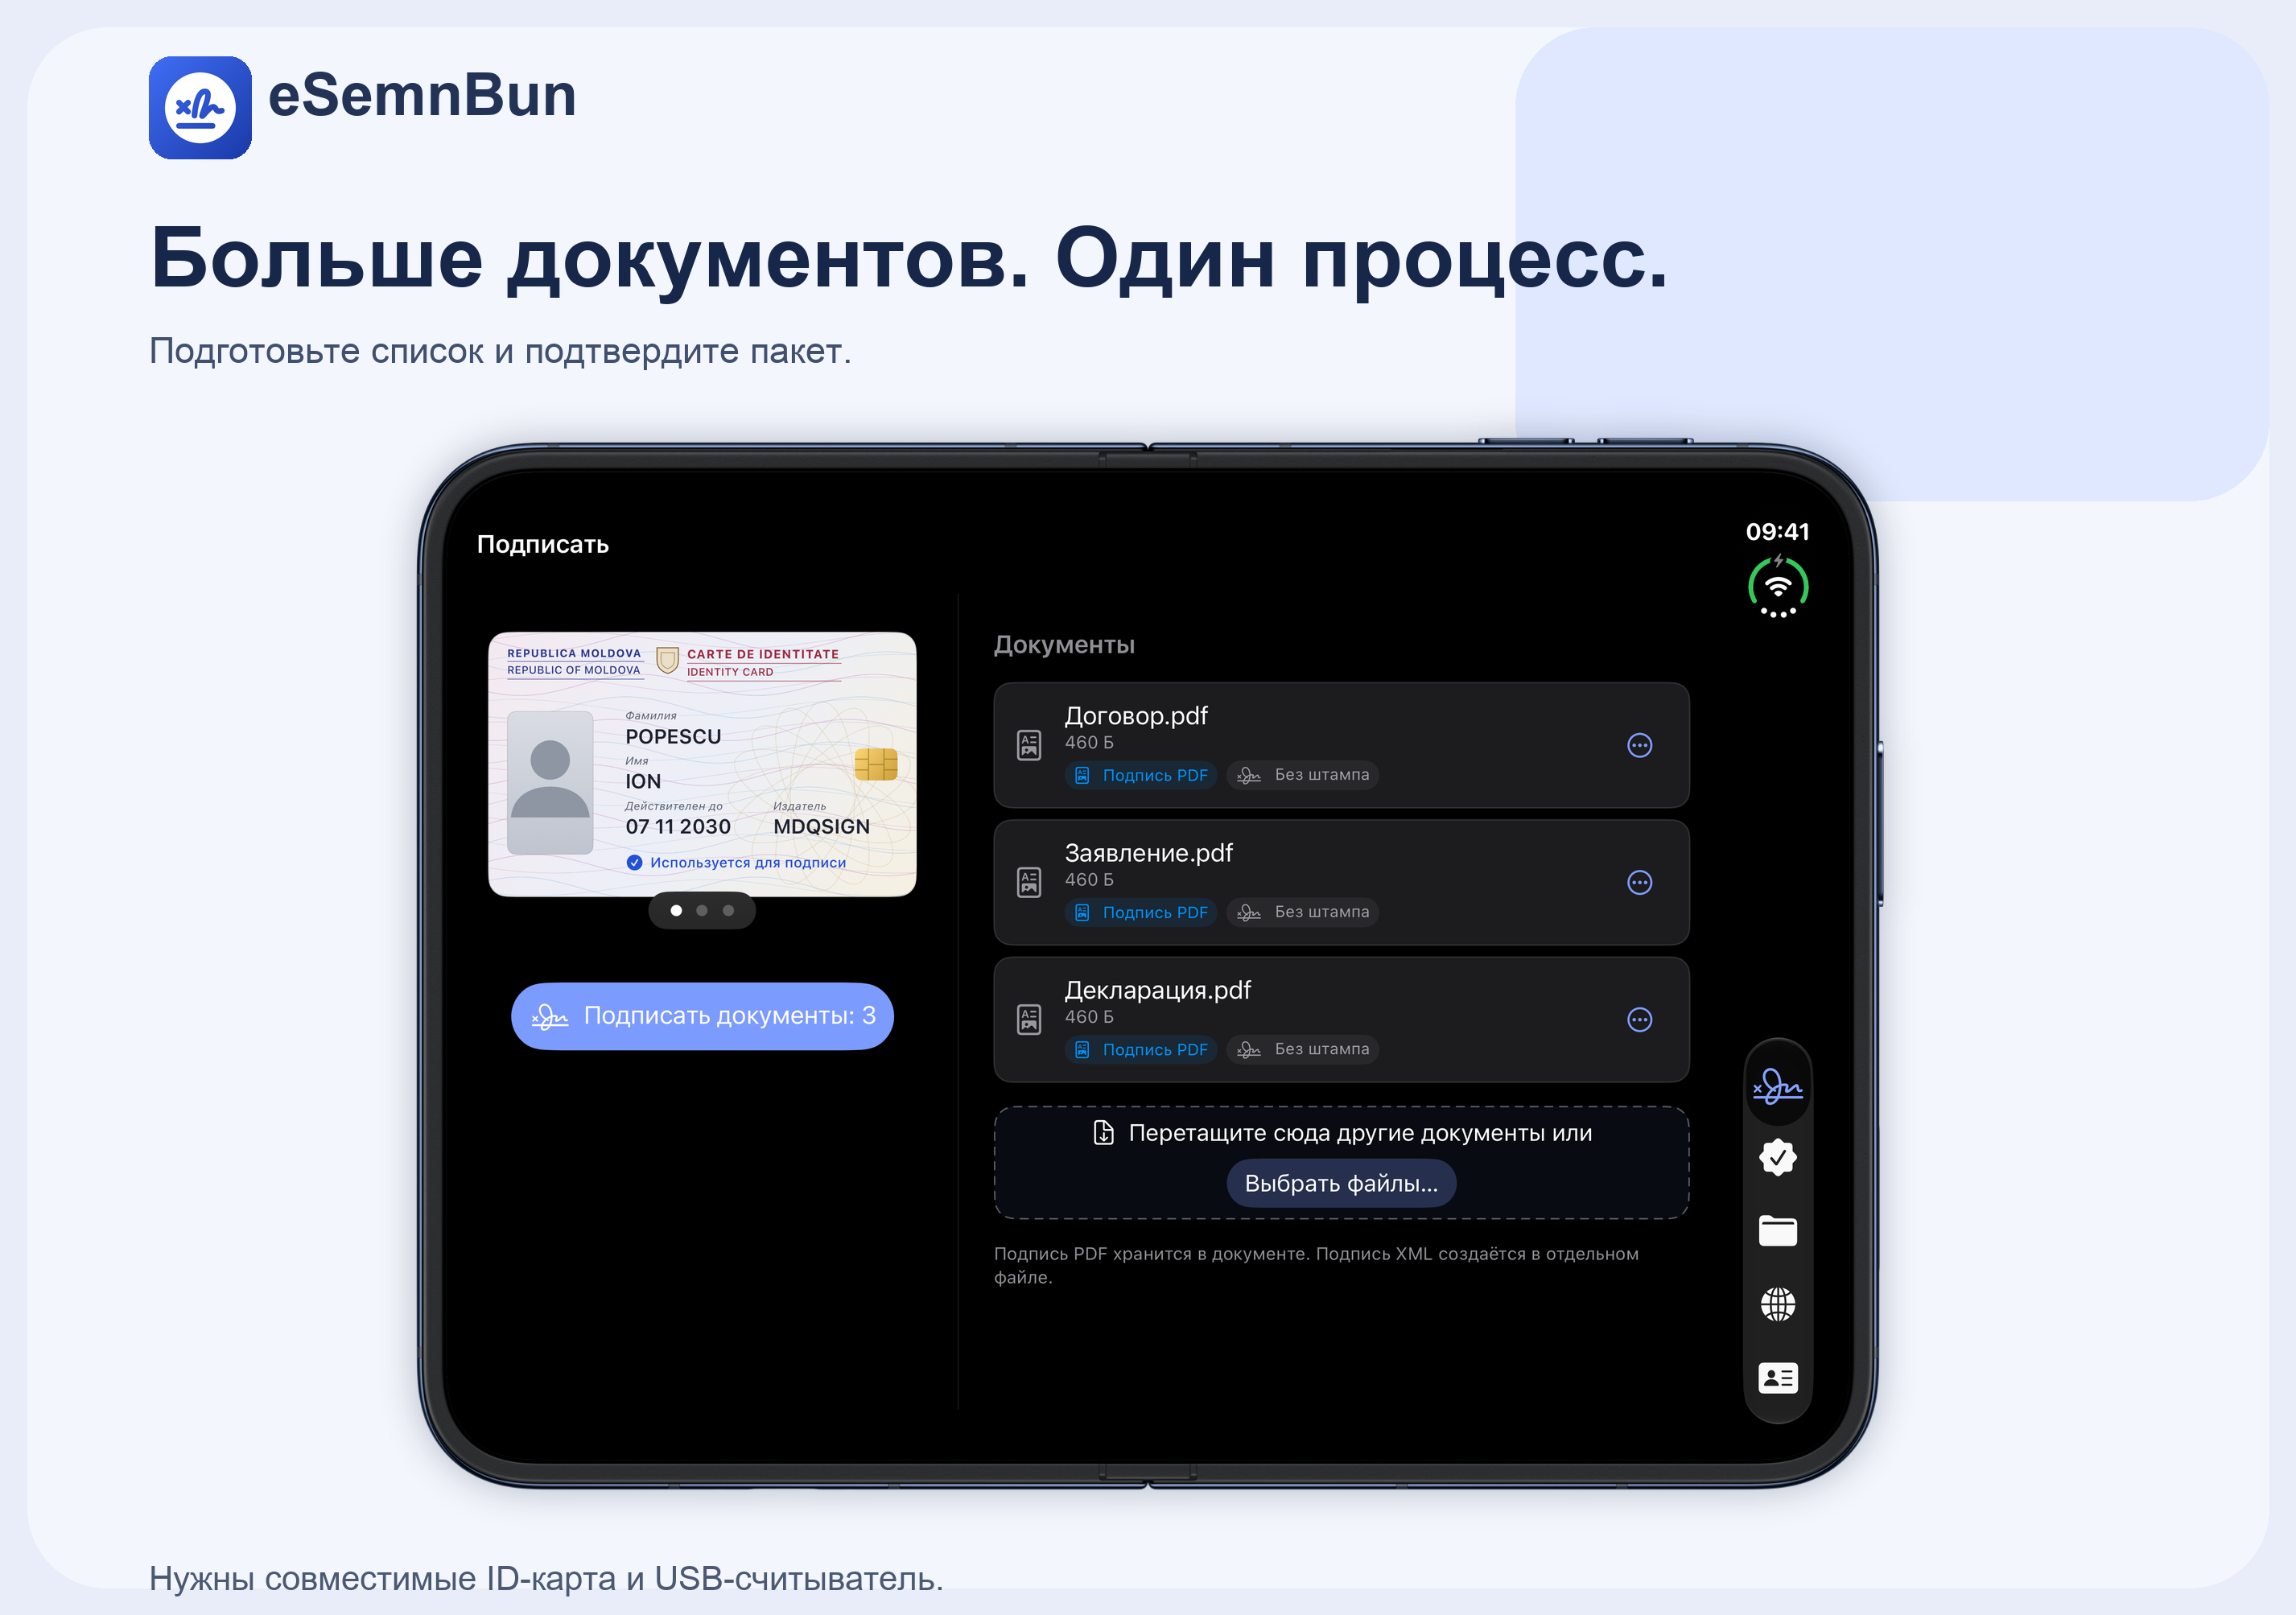 eSemnBun
Больше документов. Один процесс.
Подготовьте список и подтвердите пакет.
Подписать
09:41
REPUBLICA MOLDOVA
REPUBLIC OF MOLDOVA
CARTE DE IDENTITATE
IDENTITY CARD
Фамилия
POPESCU
Имя
ION
Действителен до
07 11 2030
Издатель
MDQSIGN
Используется для подписи
Подписать документы: 3
Документы
Договор.pdf
460 Б
Подпись PDF
Без штампа
Заявление.pdf
460 Б
Подпись PDF
Без штампа
Декларация.pdf
460 Б
Подпись PDF
Без штампа
Перетащите сюда другие документы или
Выбрать файлы...
Подпись PDF хранится в документе. Подпись XML создаётся в отдельном
файле.
Нужны совместимые ID-карта и USB-считыватель.